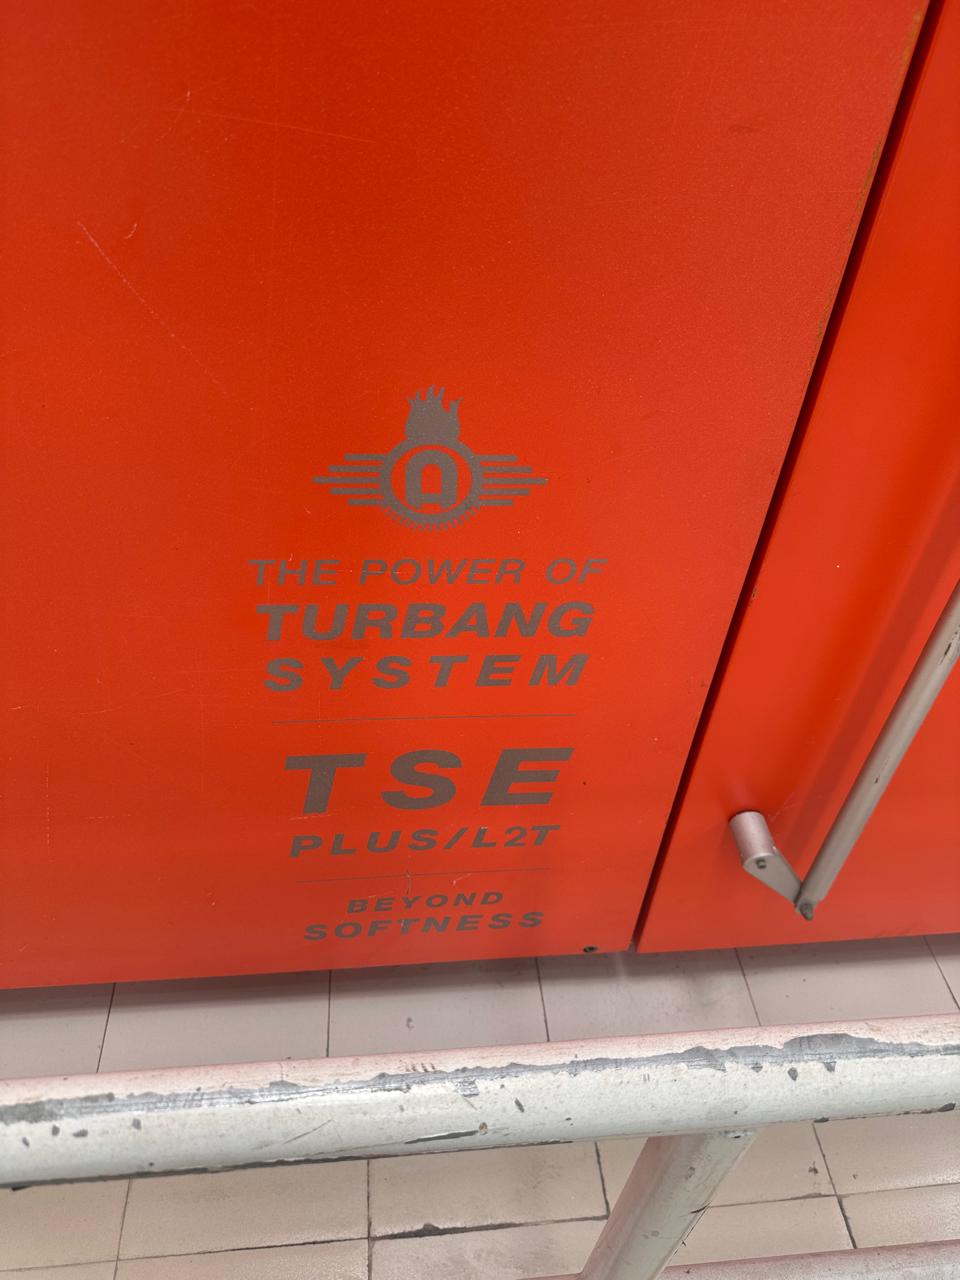 A
THE POWER OF
TURBANG
SYSTEM
TSE
PLUS/L2T
BEYOND
SOFTNESS